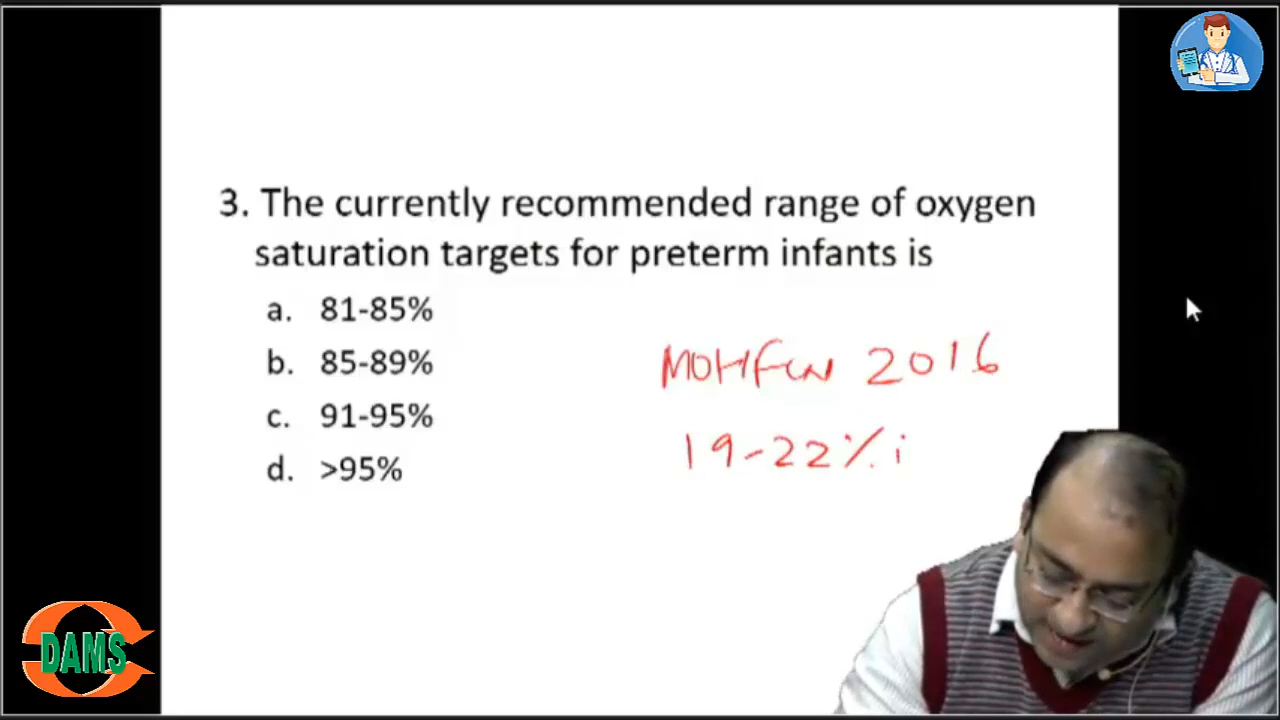 3. The currently recommended range of oxygen
saturation targets for preterm infants is
a. 81-85%
b. 85-89%
c. 91-95%
d. >95%
MOHFW 2016
19-22% i
DAMS